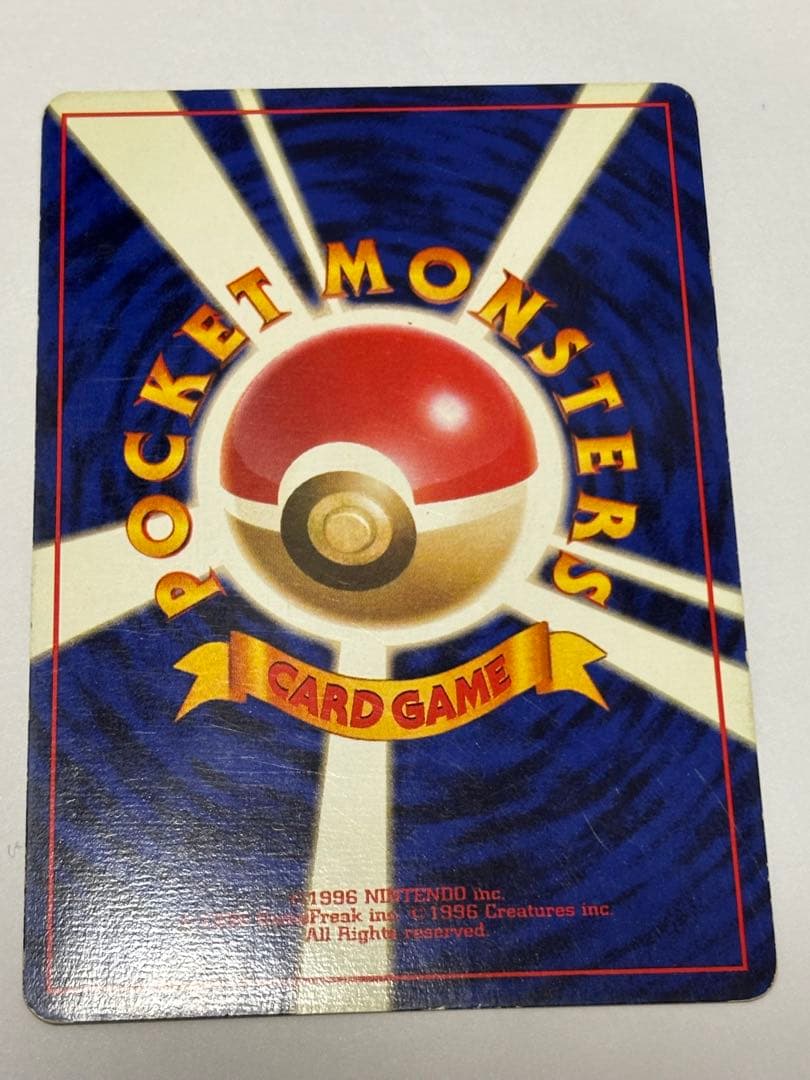 POCKET MONSTERS
CARD GAME
©1996 NINTENDO inc.
Freak inc. ©1996 Creatures inc.
All Rights reserved.